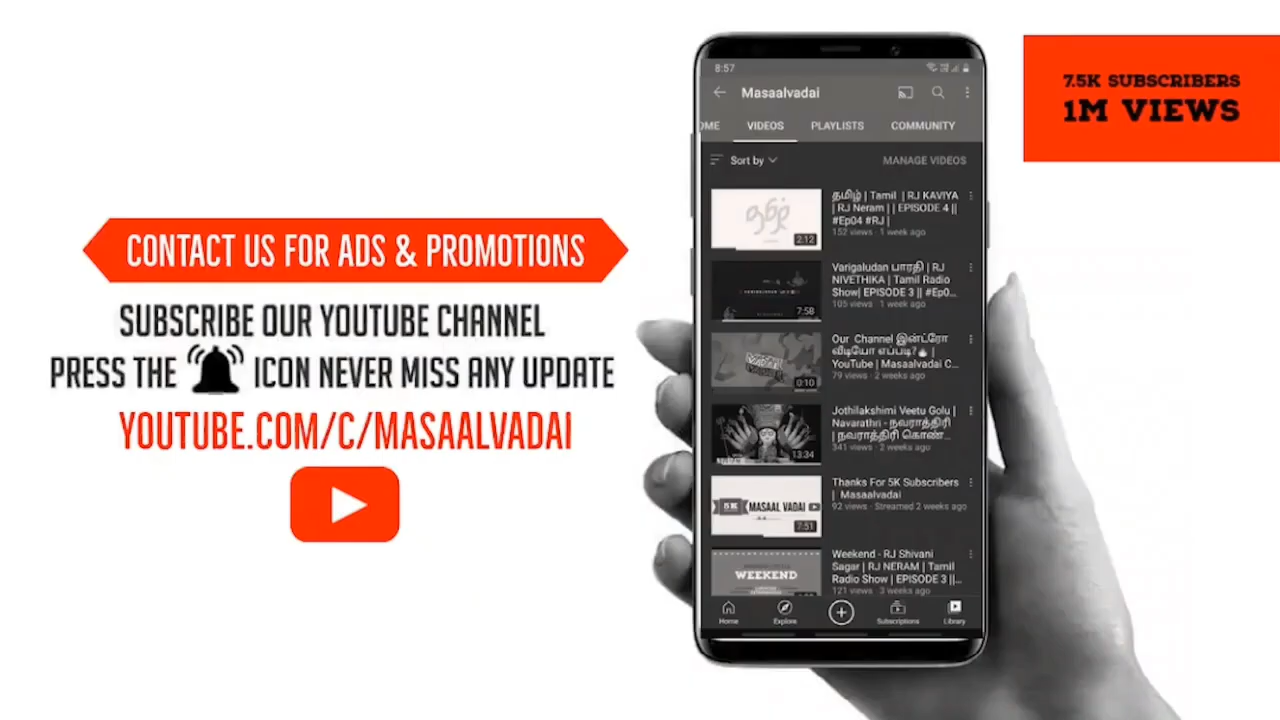 7.5K SUBSCRIBERS
1M VIEWS
CONTACT US FOR ADS & PROMOTIONS
SUBSCRIBE OUR YOUTUBE CHANNEL
PRESS THE ICON NEVER MISS ANY UPDATE
YOUTUBE.COM/C/MASAALVADAI
8:57
Masaalvadai
OME VIDEOS PLAYLISTS COMMUNITY
Sort by MANAGE VIDEOS
தமிழ்
2:12
தமிழ் | Tamil | RJ KAVIYA
| RJ Neram | | EPISODE 4 ||
#Ep04 #RJ |
152 views · 1 week ago
7:58
Varigaludan பாரதி | RJ
NIVETHIKA | Tamil Radio
Show| EPISODE 3 || #Ep0...
105 views · 1 week ago
0:10
Our Channel இன்ட்ரோ
வீடியோ எப்படி?🔥 |
YouTube | Masaalvadai C...
79 views · 2 weeks ago
13:34
Jothilakshimi Veetu Golu |
Navarathri - நவராத்திரி
| நவராத்திரி கொண்...
341 views · 2 weeks ago
5K MASAAL VADAI
7:51
Thanks For 5K Subscribers
| Masaalvadai
92 views · Streamed 2 weeks ago
WEEKEND
Weekend - RJ Shivani
Sagar | RJ NERAM | Tamil
Radio Show | EPISODE 3 ||...
121 views · 3 weeks ago
Home Explore Subscriptions Library